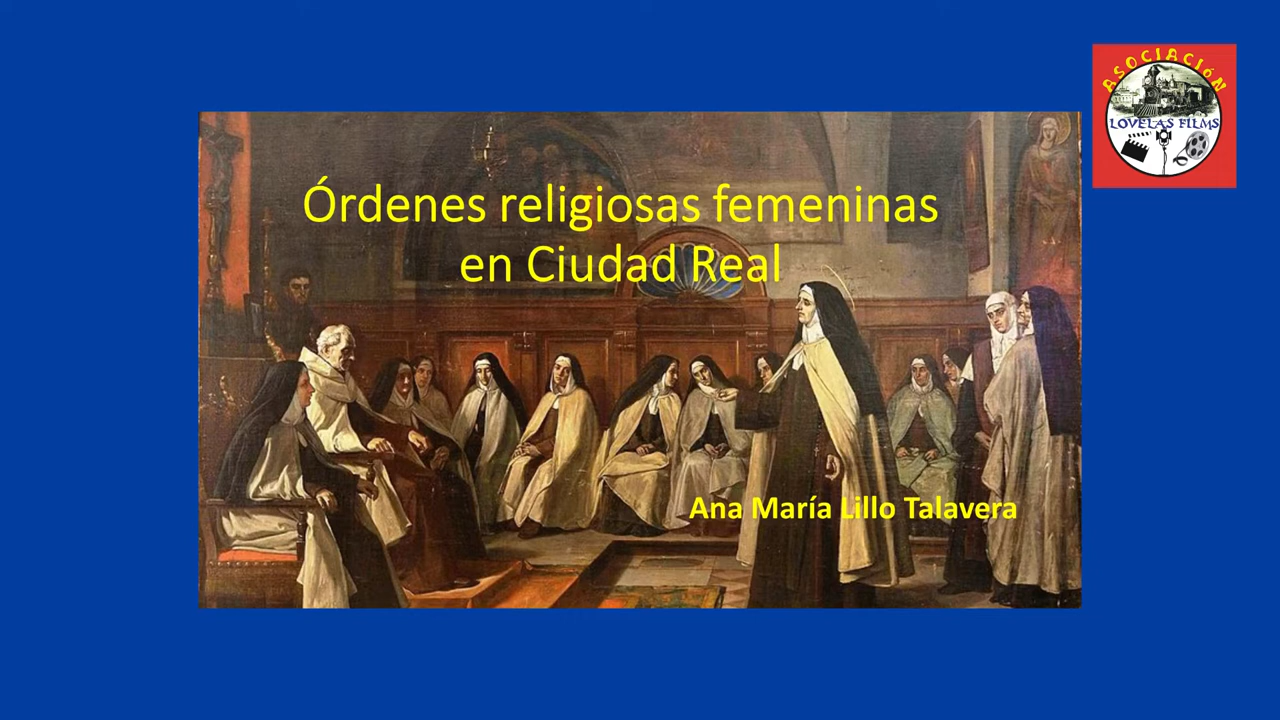 ASOCIACIÓN
LOVELAS FILMS
Órdenes religiosas femeninas
en Ciudad Real
Ana María Lillo Talavera